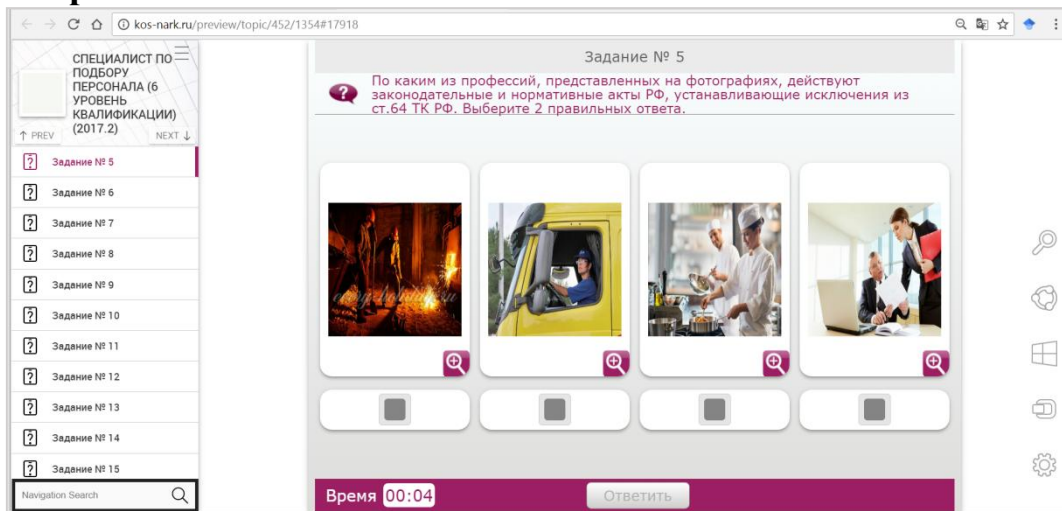 kos-nark.ru/preview/topic/452/1354#17918
СПЕЦИАЛИСТ ПО
ПОДБОРУ
ПЕРСОНАЛА (6
УРОВЕНЬ
КВАЛИФИКАЦИИ)
(2017.2)
↑ PREV
NEXT ↓
Задание № 5
Задание № 6
Задание № 7
Задание № 8
Задание № 9
Задание № 10
Задание № 11
Задание № 12
Задание № 13
Задание № 14
Задание № 15
Navigation Search
Задание № 5
По каким из профессий, представленных на фотографиях, действуют
законодательные и нормативные акты РФ, устанавливающие исключения из
ст.64 ТК РФ. Выберите 2 правильных ответа.
Время 00:04
Ответить